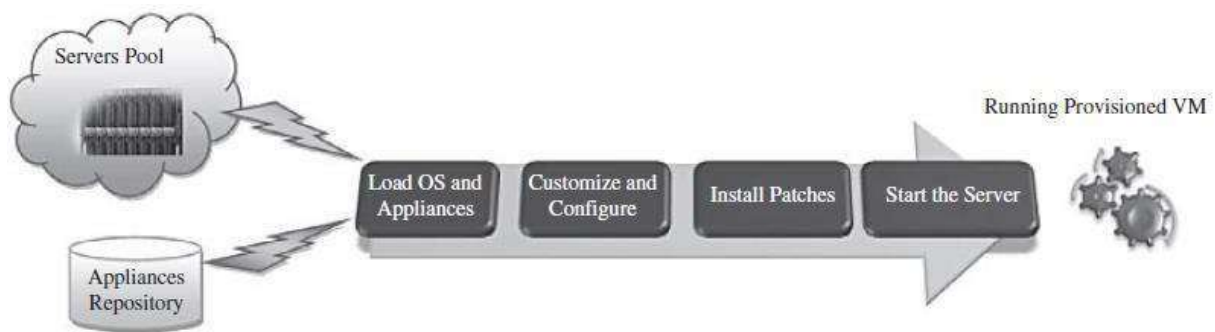 Servers Pool
Running Provisioned VM
Load OS and
Appliances
Customize and
Configure
Install Patches
Start the Server
Appliances
Repository